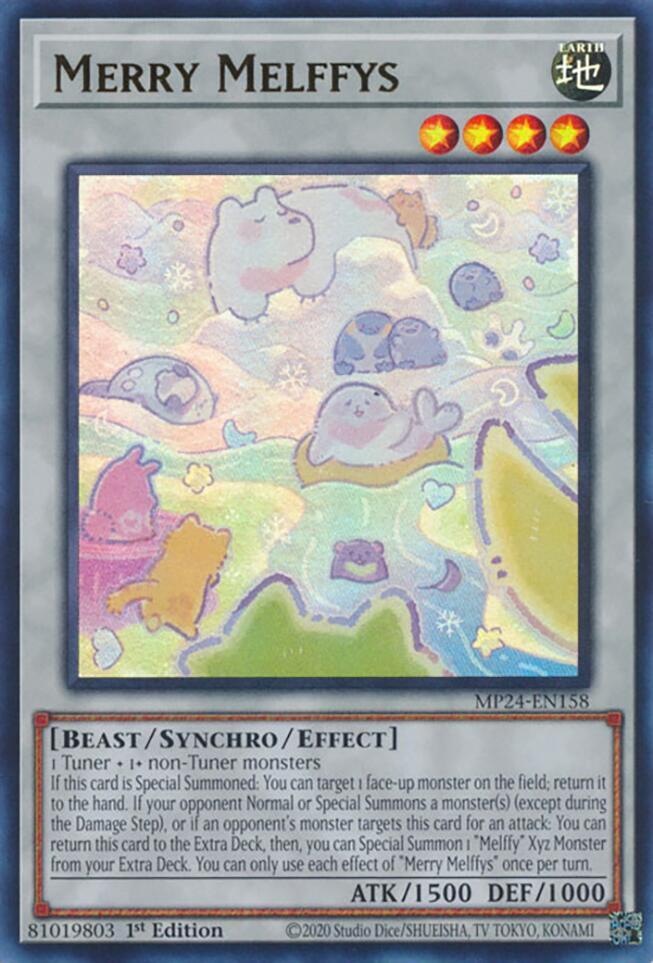 MERRY MELFFYS
EARTH
地
MP24-EN158
[BEAST/SYNCHRO/EFFECT]
1 Tuner + 1+ non-Tuner monsters
If this card is Special Summoned: You can target 1 face-up monster on the field; return it
to the hand. If your opponent Normal or Special Summons a monster(s) (except during
the Damage Step), or if an opponent's monster targets this card for an attack: You can
return this card to the Extra Deck, then, you can Special Summon 1 "Melffy" Xyz Monster
from your Extra Deck. You can only use each effect of "Merry Melffys" once per turn.
ATK/1500 DEF/1000
81019803 1st Edition ©2020 Studio Dice/SHUEISHA, TV TOKYO, KONAMI